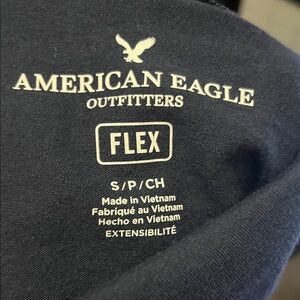 AMERICAN EAGLE
OUTFITTERS
FLEX
S/P/CH
Made in Vietnam
Fabriqué au Vietnam
Hecho en Vietnam
EXTENSIBILITÉ